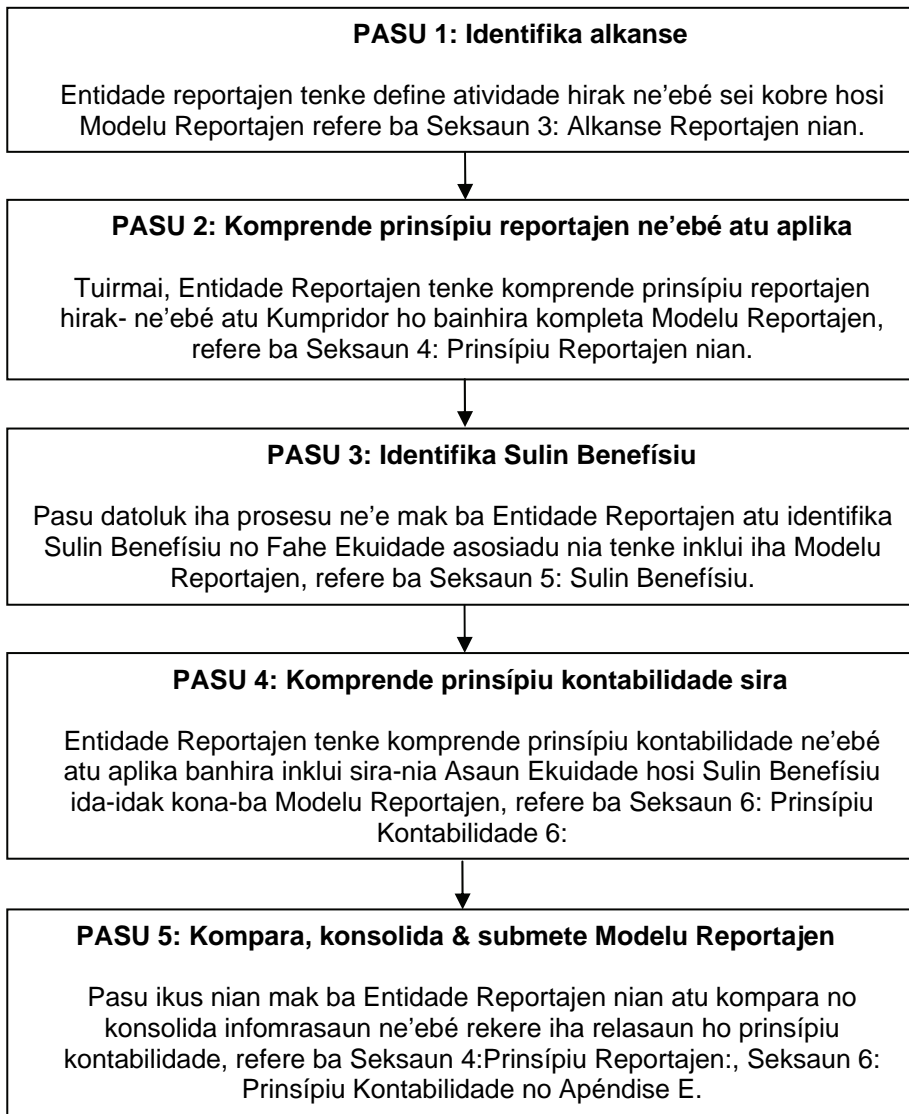 PASU 1: Identifika alkanse
Entidade reportajen tenke define atividade hirak ne’ebé sei kobre hosi
Modelu Reportajen refere ba Seksaun 3: Alkanse Reportajen nian.
PASU 2: Komprende prinsípiu reportajen ne’ebé atu aplika
Tuirmai, Entidade Reportajen tenke komprende prinsípiu reportajen
hirak- ne’ebé atu Kumpridor ho bainhira kompleta Modelu Reportajen,
refere ba Seksaun 4: Prinsípiu Reportajen nian.
PASU 3: Identifika Sulin Benefísiu
Pasu datoluk iha prosesu ne’e mak ba Entidade Reportajen atu identifika
Sulin Benefísiu no Fahe Ekuidade asosiadu nia tenke inklui iha Modelu
Reportajen, refere ba Seksaun 5: Sulin Benefísiu.
PASU 4: Komprende prinsípiu kontabilidade sira
Entidade Reportajen tenke komprende prinsípiu kontabilidade ne’ebé
atu aplika banhira inklui sira-nia Asaun Ekuidade hosi Sulin Benefísiu
ida-idak kona-ba Modelu Reportajen, refere ba Seksaun 6: Prinsípiu
Kontabilidade 6:
PASU 5: Kompara, konsolida & submete Modelu Reportajen
Pasu ikus nian mak ba Entidade Reportajen nian atu kompara no
konsolida infomrasaun ne’ebé rekere iha relasaun ho prinsípiu
kontabilidade, refere ba Seksaun 4:Prinsípiu Reportajen:, Seksaun 6:
Prinsípiu Kontabilidade no Apéndise E.